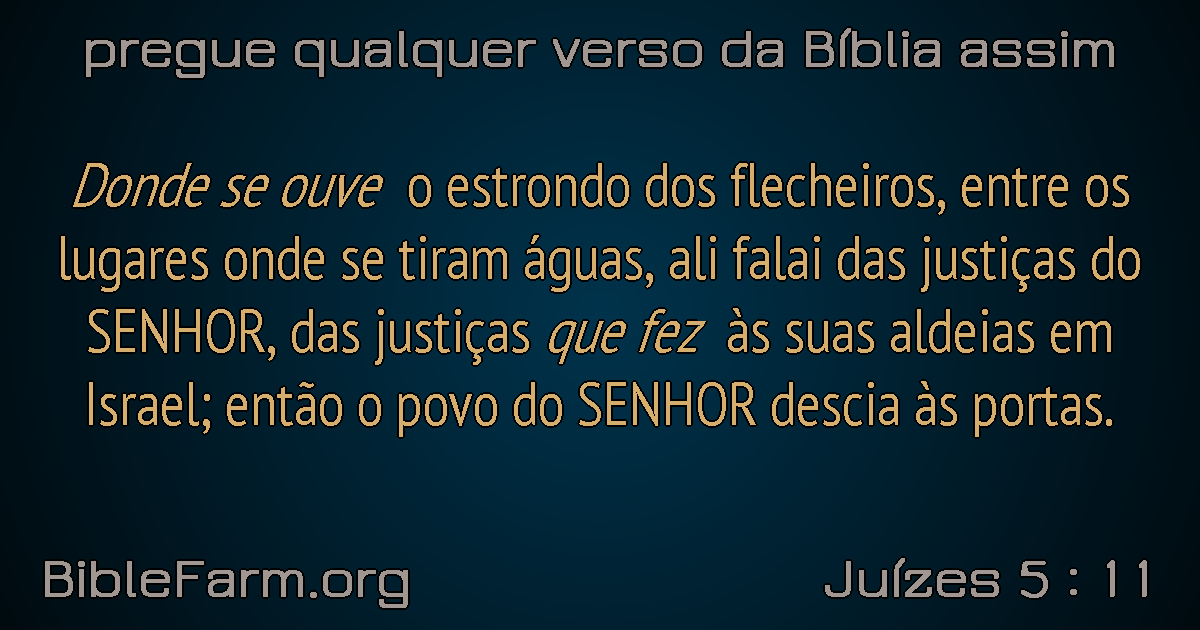 pregue qualquer verso da Bíblia assim
Donde se ouve o estrondo dos flecheiros, entre os
lugares onde se tiram águas, ali falai das justiças do
SENHOR, das justiças que fez às suas aldeias em
Israel; então o povo do SENHOR descia às portas.
BibleFarm.org
Juízes 5 : 11